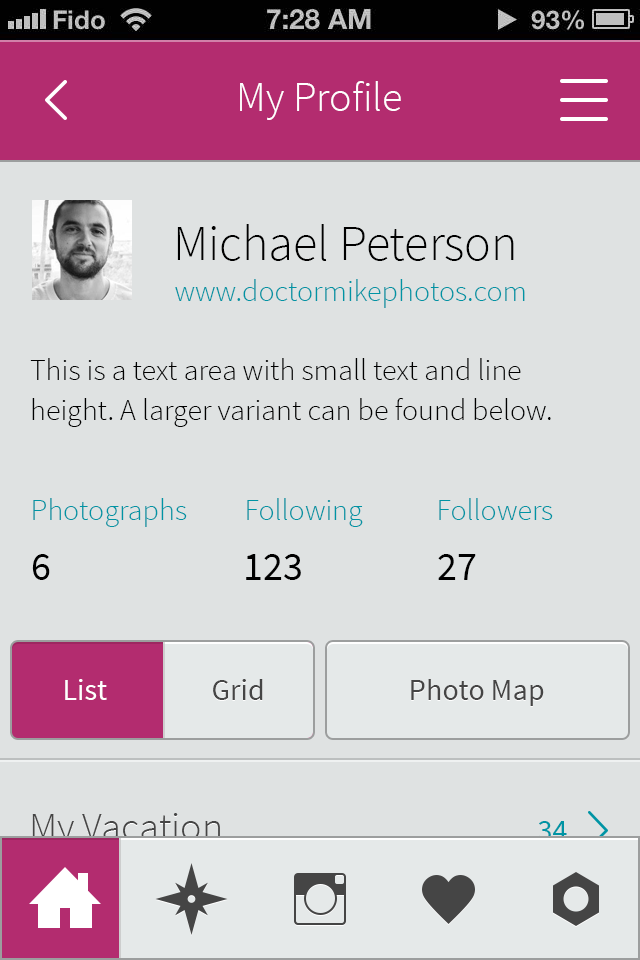 Fido 7:28 AM 93%
My Profile
Michael Peterson
www.doctormikephotos.com
This is a text area with small text and line
height. A larger variant can be found below.
Photographs Following Followers
6 123 27
List Grid Photo Map
My Vacation 34